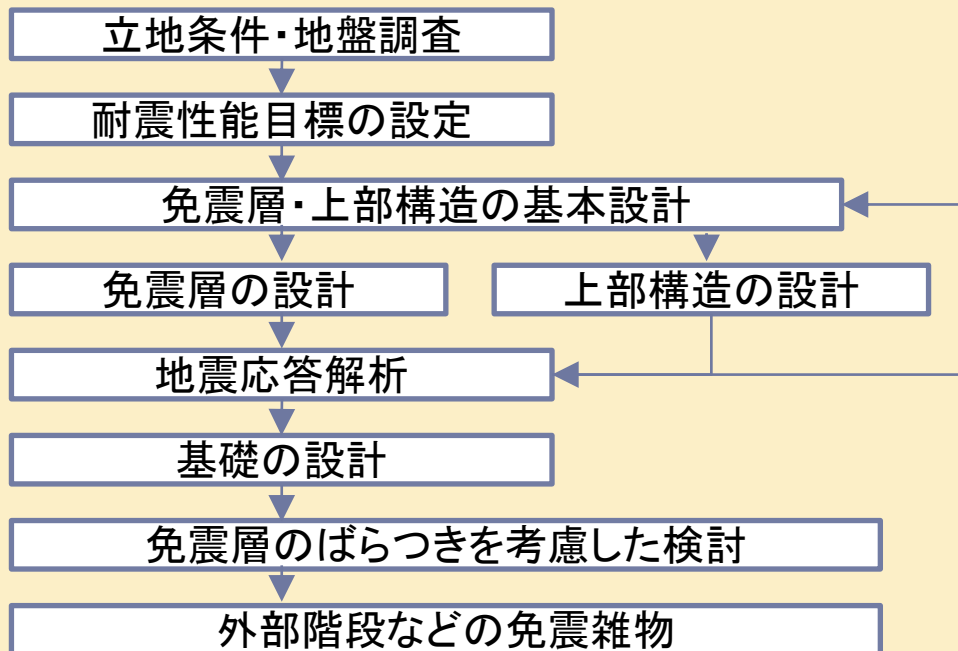 立地条件・地盤調査
耐震性能目標の設定
免震層・上部構造の基本設計
免震層の設計
上部構造の設計
地震応答解析
基礎の設計
免震層のばらつきを考慮した検討
外部階段などの免震雑物